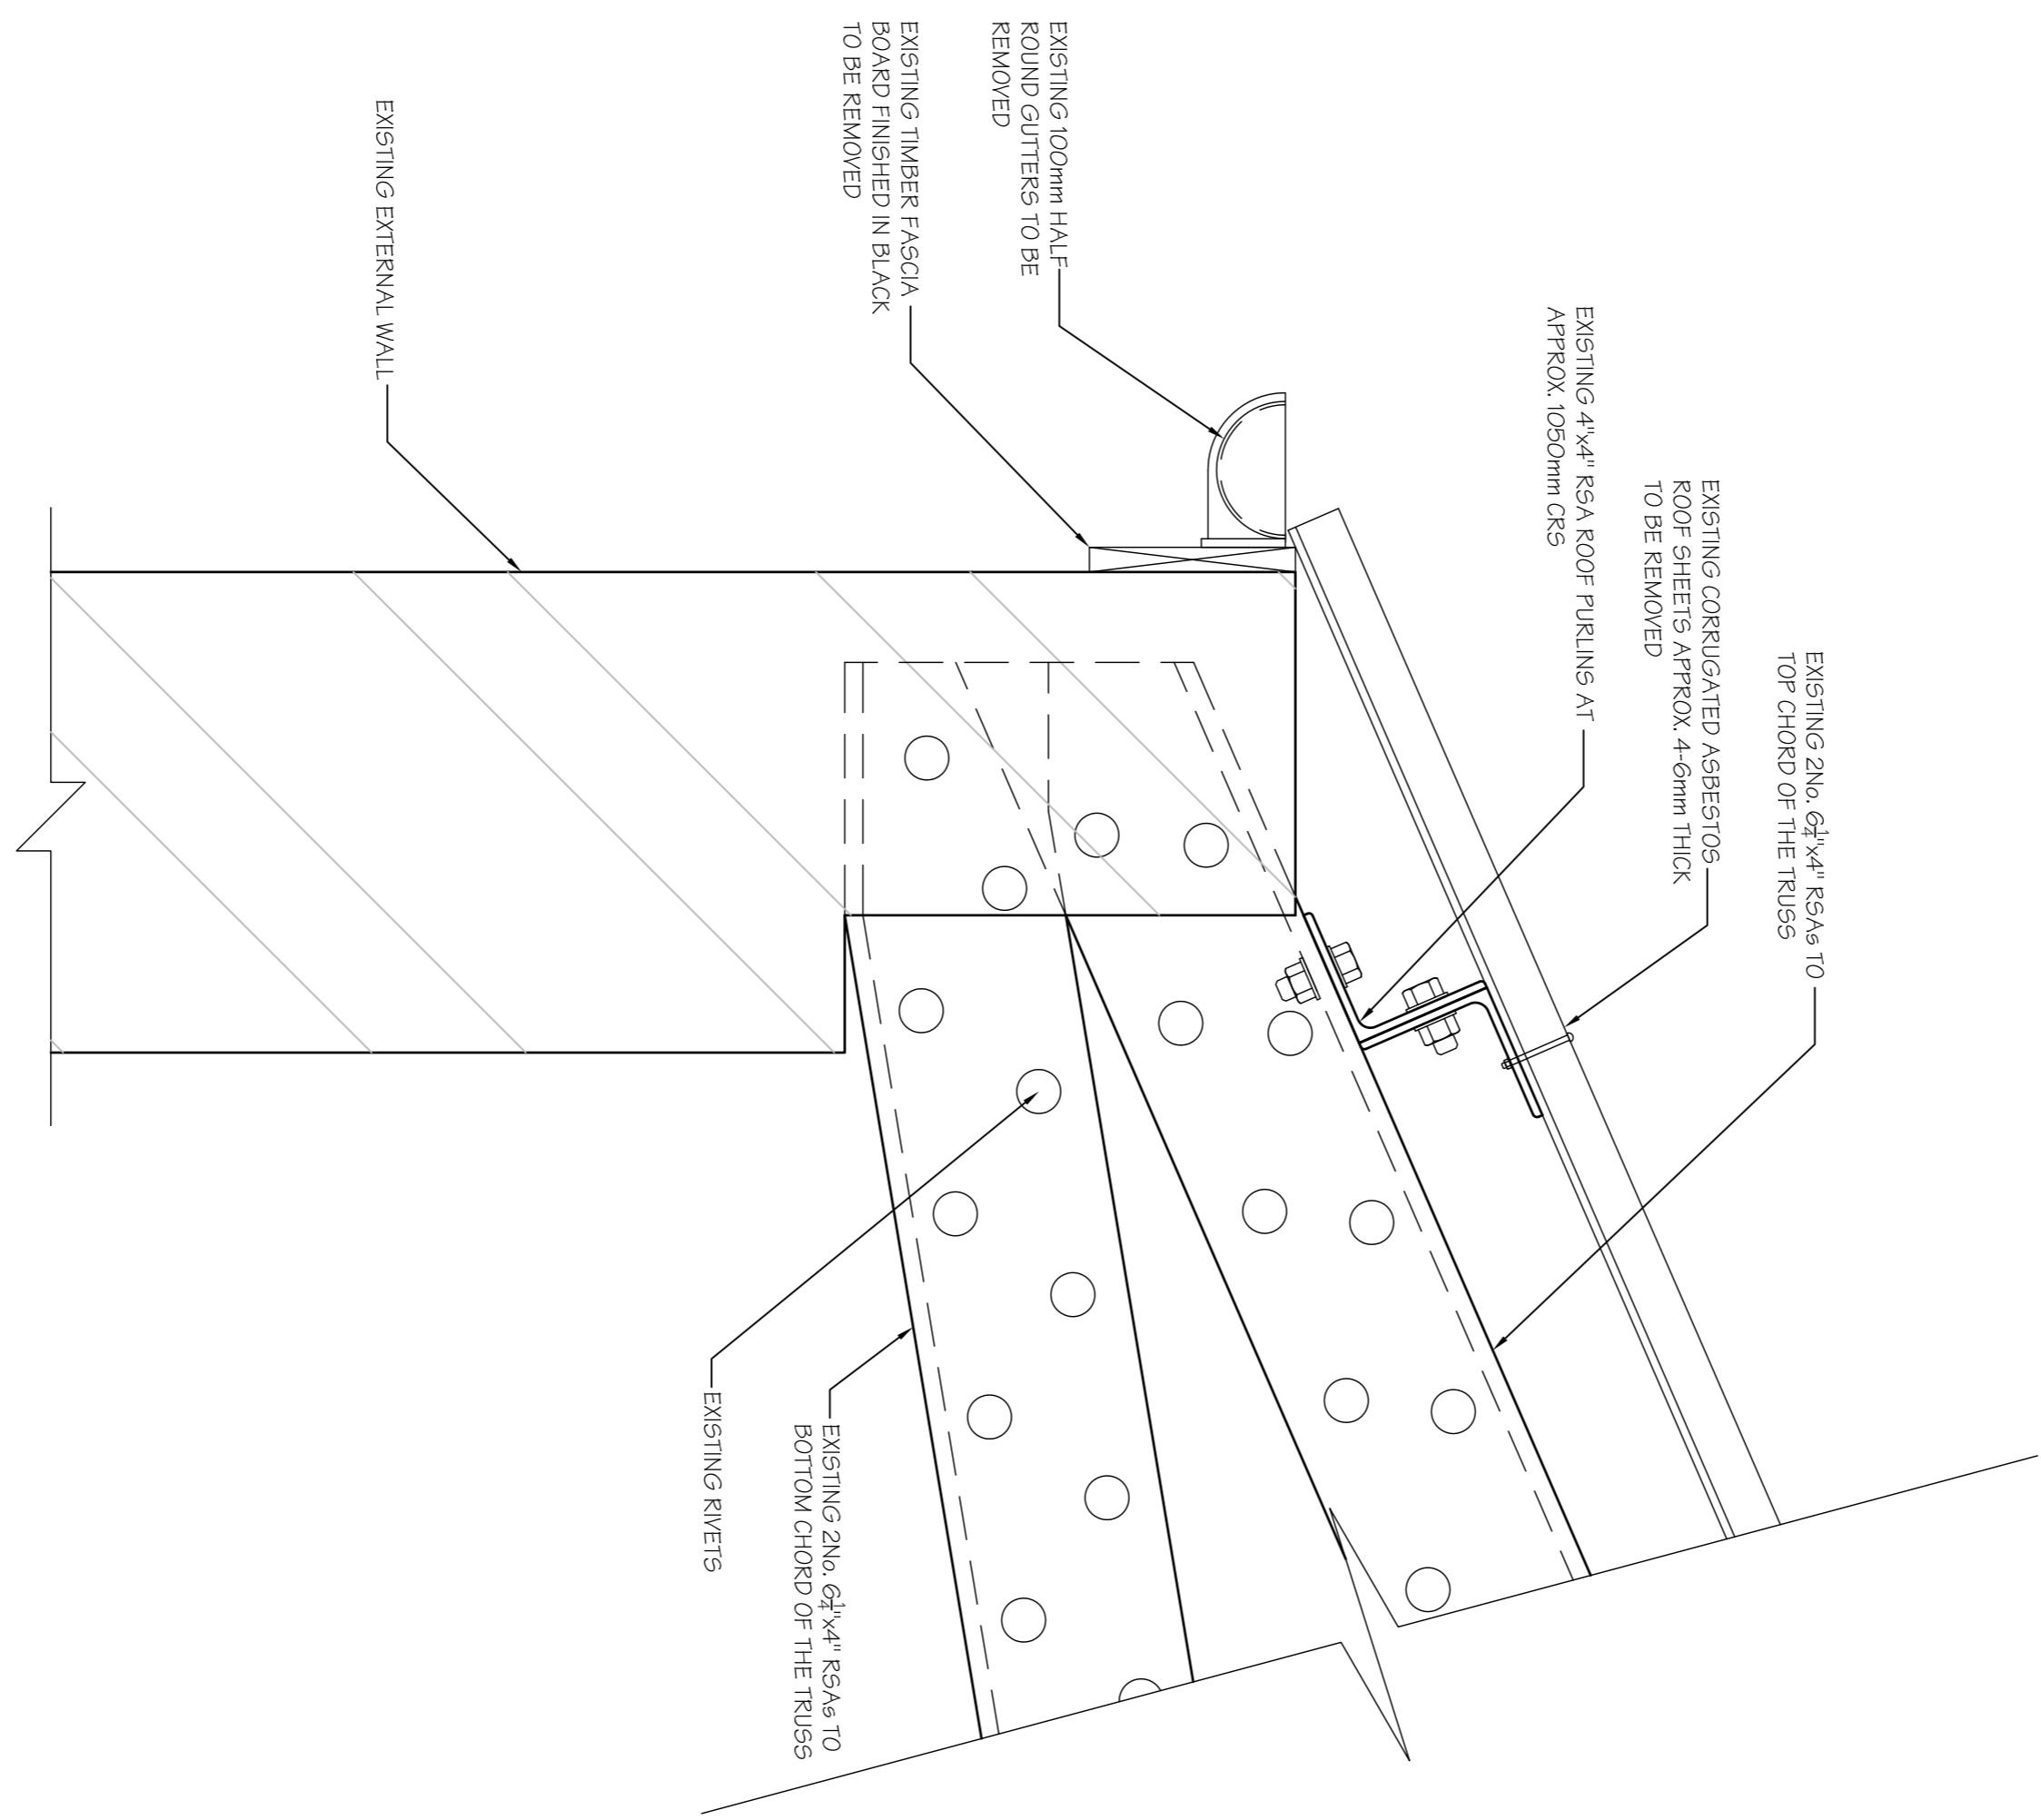 EXISTING 2No. 6¼"x4" RSAs TO
TOP CHORD OF THE TRUSS
EXISTING CORRUGATED ASBESTOS
ROOF SHEETS APPROX. 4-6mm THICK
TO BE REMOVED
EXISTING 4"x4" RSA ROOF PURLINS AT
APPROX. 1050mm CRS
EXISTING 100mm HALF
ROUND GUTTERS TO BE
REMOVED
EXISTING TIMBER FASCIA
BOARD FINISHED IN BLACK
TO BE REMOVED
EXISTING EXTERNAL WALL
EXISTING 2No. 6¼"x4" RSAs TO
BOTTOM CHORD OF THE TRUSS
EXISTING RIVETS